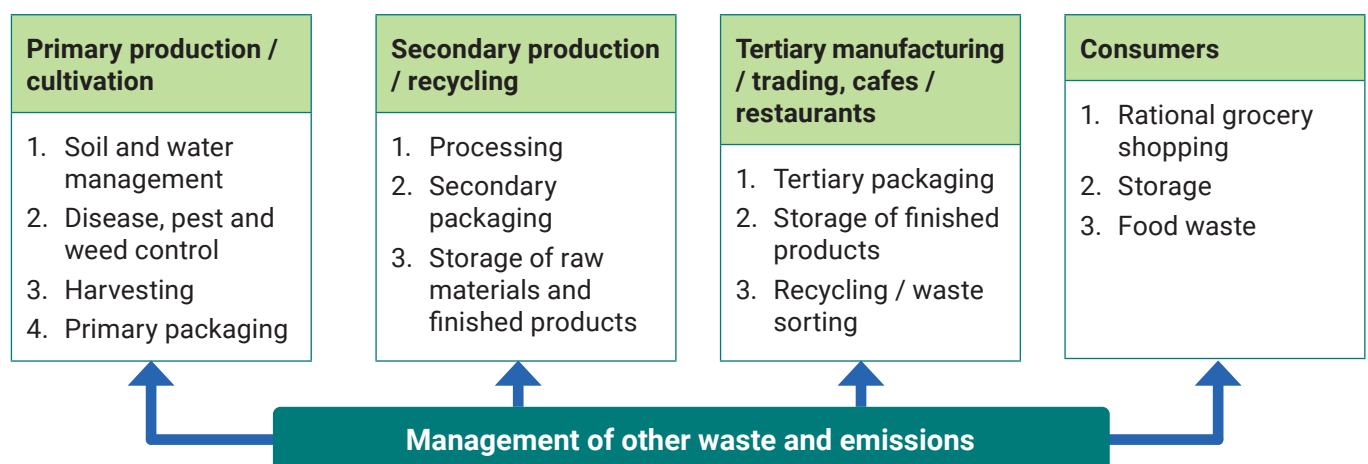 Primary production /
cultivation
1. Soil and water
management
2. Disease, pest and
weed control
3. Harvesting
4. Primary packaging
Secondary production
/ recycling
1. Processing
2. Secondary
packaging
3. Storage of raw
materials and
finished products
Tertiary manufacturing
/ trading, cafes /
restaurants
1. Tertiary packaging
2. Storage of finished
products
3. Recycling / waste
sorting
Consumers
1. Rational grocery
shopping
2. Storage
3. Food waste
Management of other waste and emissions